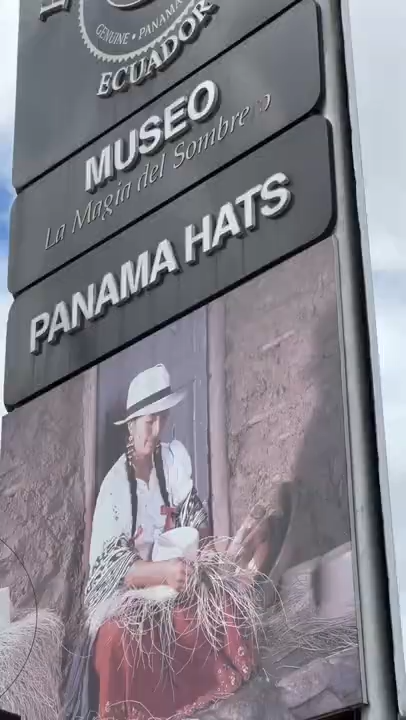 GENUINE • PANAMA
ECUADOR
MUSEO
La Magia del Sombrero
PANAMA HATS